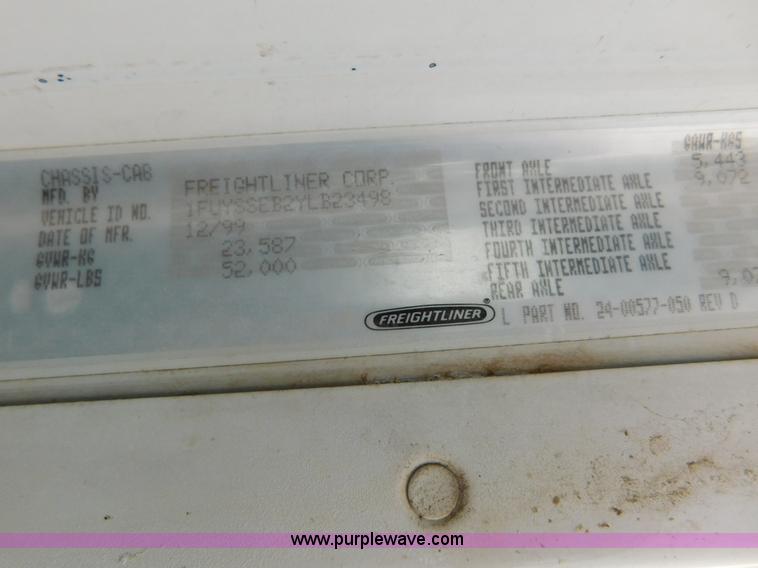 CHASSIS-CAB
MFD. BY FREIGHTLINER CORP.
VEHICLE ID NO. 1FUYSSEB2YLB23498
DATE OF MFR. 12/99
GVWR-KG 23,587
GVWR-LBS 52,000
GAWR-KGS
FRONT AXLE 5,443
FIRST INTERMEDIATE AXLE 9,072
SECOND INTERMEDIATE AXLE
THIRD INTERMEDIATE AXLE
FOURTH INTERMEDIATE AXLE
FIFTH INTERMEDIATE AXLE
REAR AXLE 9,07
FREIGHTLINER® L PART NO. 24-00577-050 REV D
www.purplewave.com